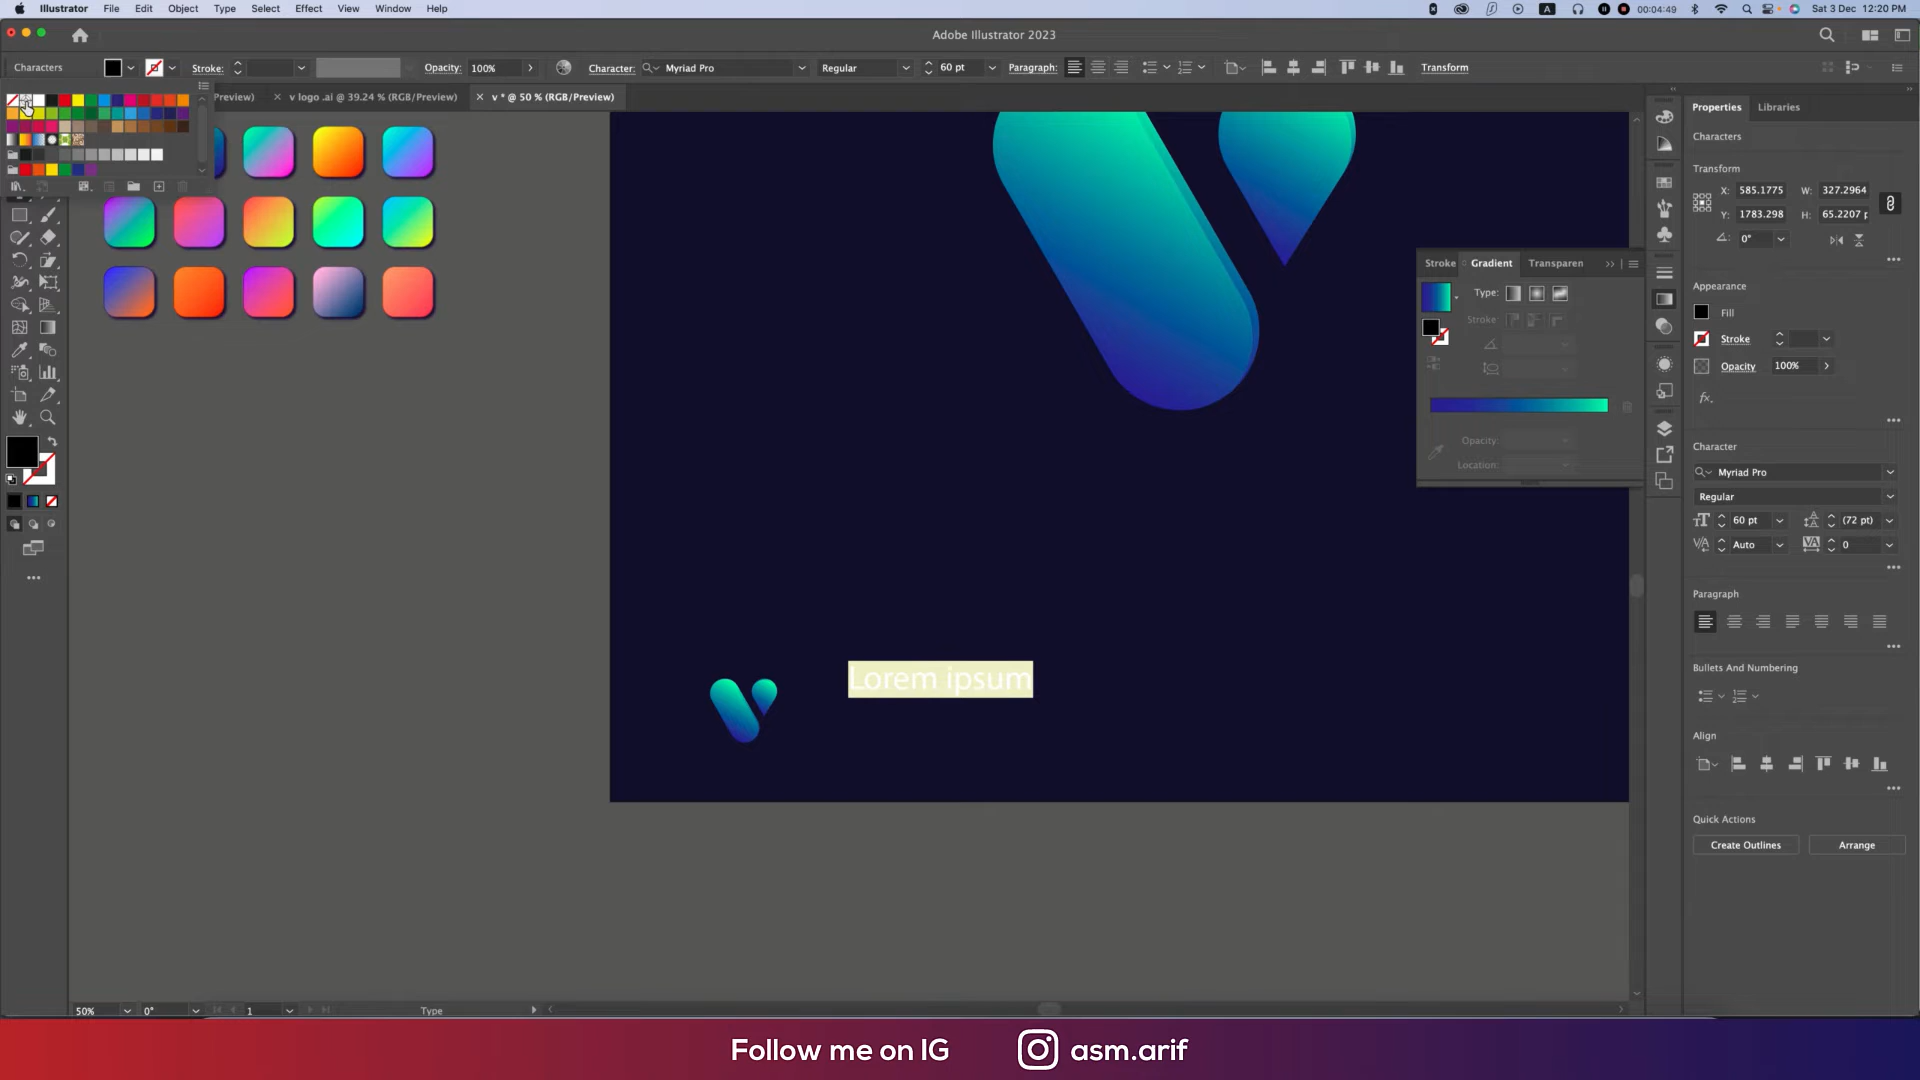 Illustrator File Edit Object Type Select Effect View Window Help
A 00:04:49 Sat 3 Dec 12:20 PM
Adobe Illustrator 2023
Characters Stroke: Opacity: 100% Character: Myriad Pro Regular 60 pt Paragraph: Transform
review) × v logo .ai @ 39.24 % (RGB/Preview) × v * @ 50 % (RGB/Preview)
Properties Libraries
Characters
Transform
X: 585.1775 W: 327.2964
Y: 1783.298 H: 65.2207 p
0°
Stroke Gradient Transparen
Type:
Stroke:
Opacity:
Location:
Appearance
Fill
Stroke
Opacity 100%
fx.
Character
Myriad Pro
Regular
60 pt (72 pt)
Auto 0
Paragraph
Bullets And Numbering
Align
Quick Actions
Create Outlines Arrange
Lorem ipsum
50% 0° 1 Type
Follow me on IG asm.arif